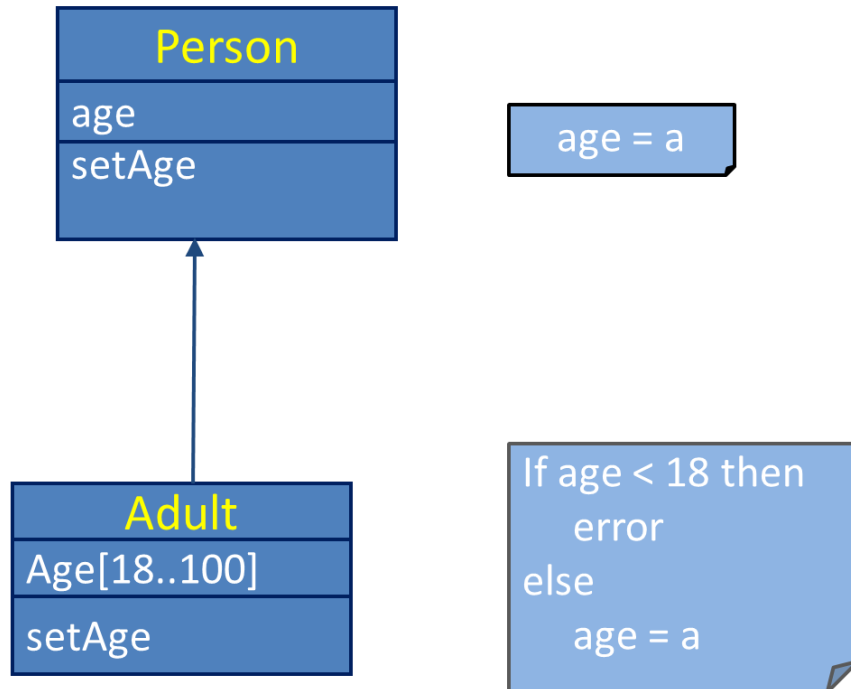 Person
age
setAge
age = a
Adult
Age[18..100]
setAge
If age < 18 then
error
else
age = a